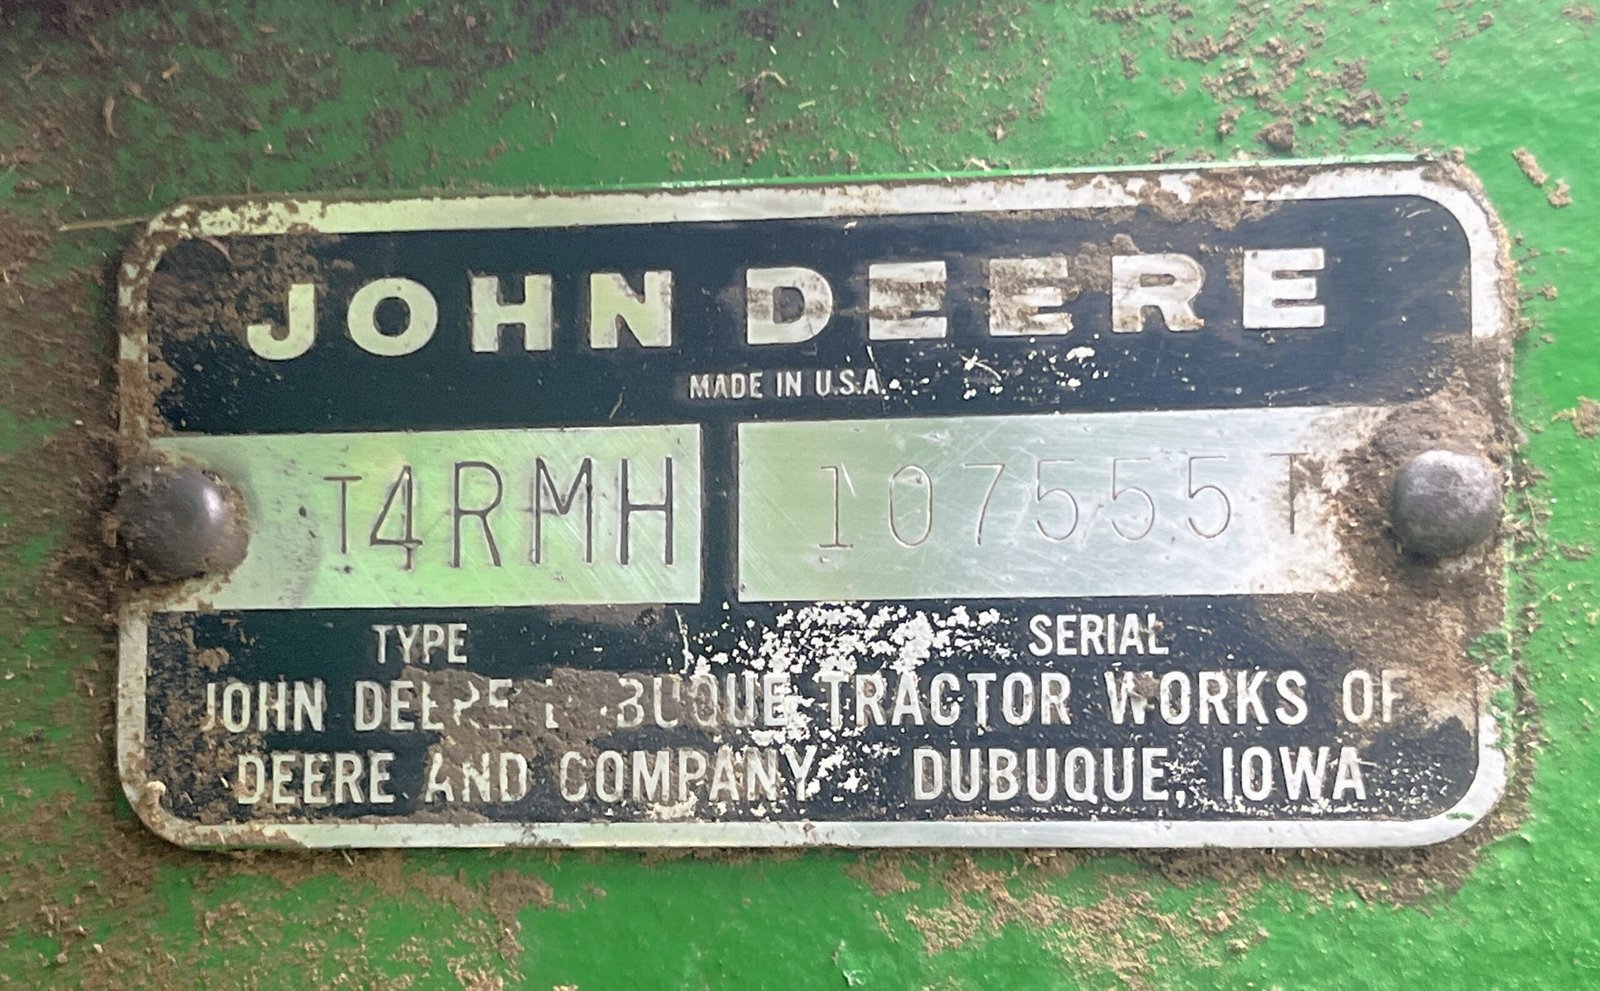 JOHN DEERE
MADE IN U.S.A.
T4RMH 107555T
TYPE SERIAL
JOHN DEERE DUBUQUE TRACTOR WORKS OF
DEERE AND COMPANY DUBUQUE, IOWA